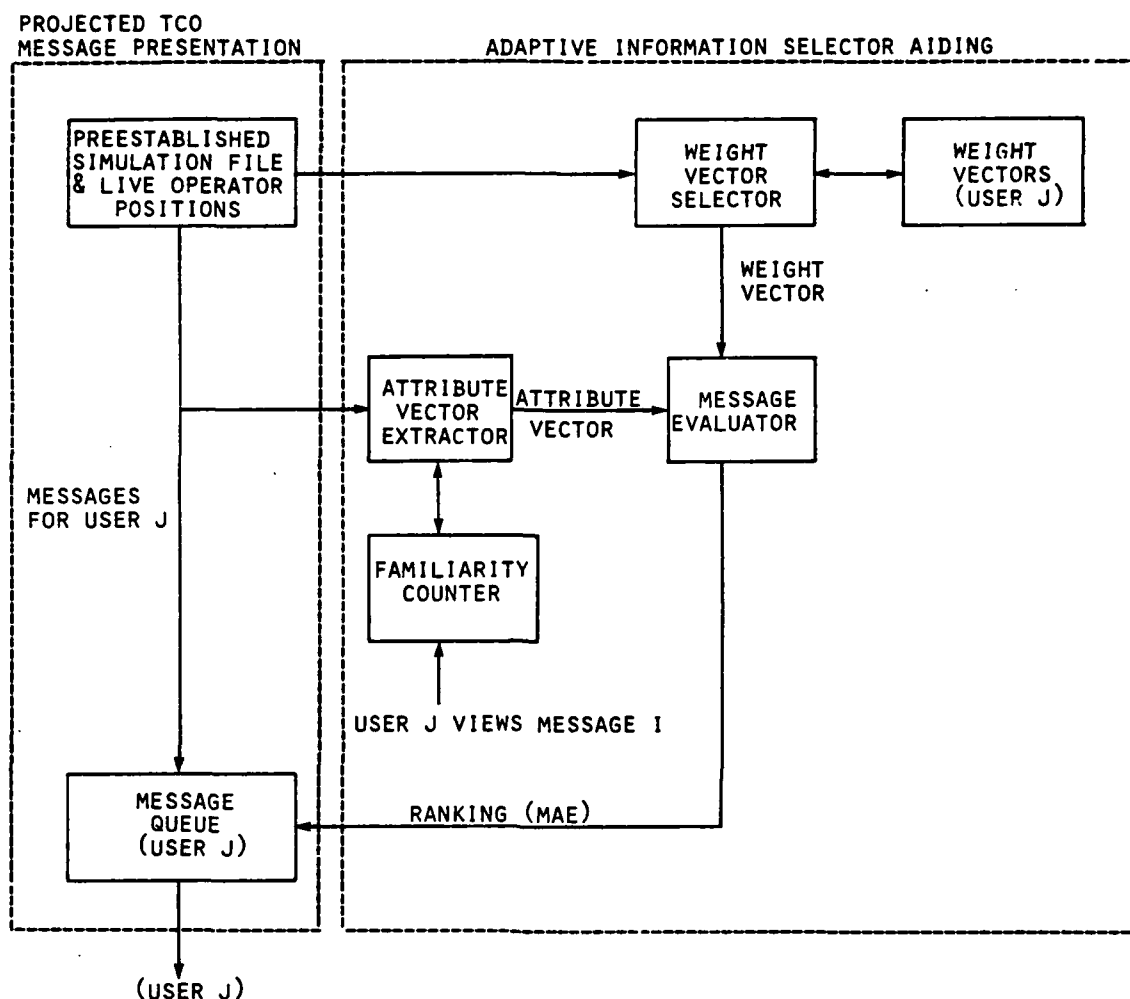 PROJECTED TCO
MESSAGE PRESENTATION
ADAPTIVE INFORMATION SELECTOR AIDING
PREESTABLISHED
SIMULATION FILE
& LIVE OPERATOR
POSITIONS
WEIGHT
VECTOR
SELECTOR
WEIGHT
VECTORS
(USER J)
WEIGHT
VECTOR
ATTRIBUTE
VECTOR
EXTRACTOR
ATTRIBUTE
VECTOR
MESSAGE
EVALUATOR
MESSAGES
FOR USER J
FAMILIARITY
COUNTER
USER J VIEWS MESSAGE I
MESSAGE
QUEUE
(USER J)
RANKING (MAE)
(USER J)